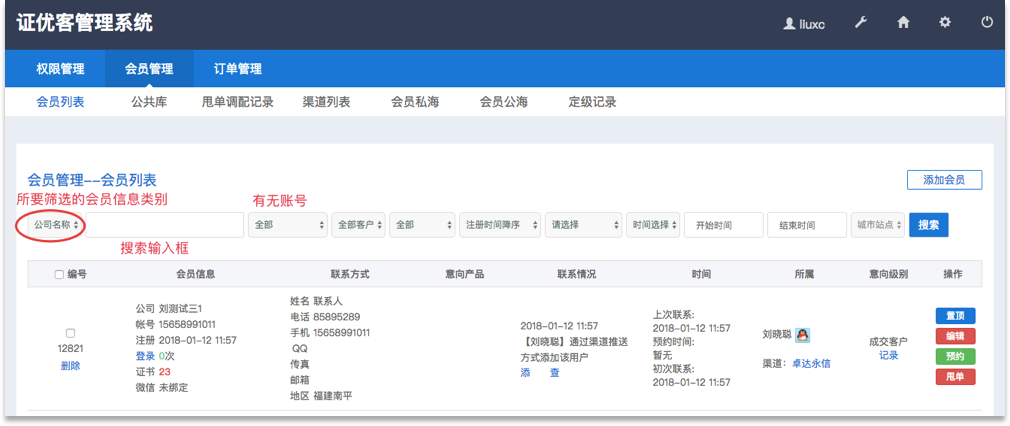 证优客管理系统
liuxc
权限管理 会员管理 订单管理
会员列表 公共库 甩单调配记录 渠道列表 会员私海 会员公海 定级记录
会员管理--会员列表
添加会员
所要筛选的会员信息类别
有无账号
公司名称 全部 全部客户 全部 注册时间降序 请选择 时间选择 开始时间 结束时间 城市站点 搜索
搜索输入框
编号 会员信息 联系方式 意向产品 联系情况 时间 所属 意向级别 操作
12821
删除
公司 刘测试三1
帐号 15658991011
注册 2018-01-12 11:57
登录 0次
证书 23
微信 未绑定
姓名 联系人
电话 85895289
手机 15658991011
QQ
传真
邮箱
地区 福建南平
2018-01-12 11:57
【刘晓聪】通过渠道推送
方式添加该用户
添 查
上次联系:
2018-01-12 11:57
预约时间:
暂无
初次联系:
2018-01-12 11:57
刘晓聪
渠道：卓达永信
成交客户
记录
置顶
编辑
预约
甩单